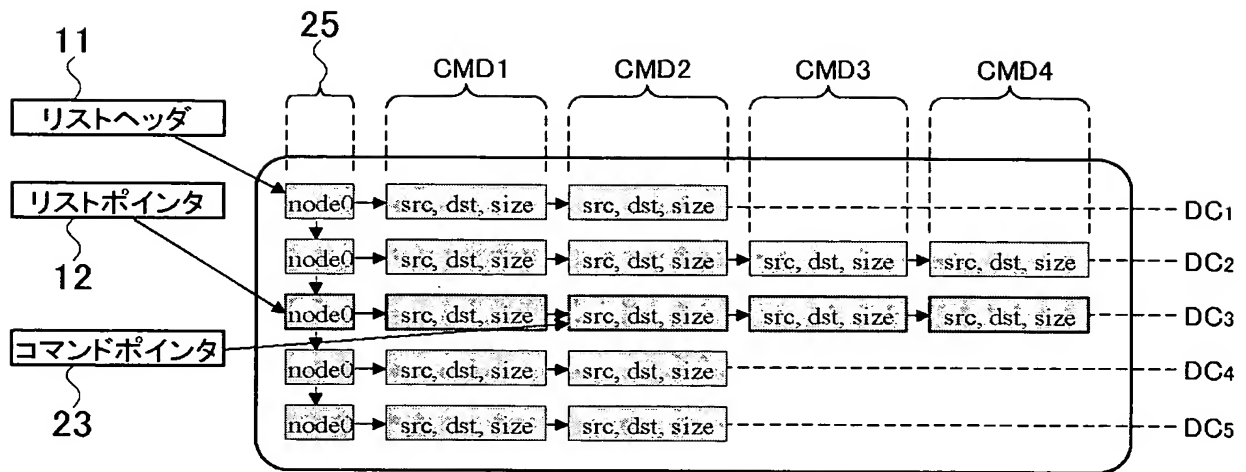 11
25
CMD1 CMD2 CMD3 CMD4
リストヘッダ
リストポインタ
12
コマンドポインタ
23
node0 src, dst, size src, dst, size DC1
node0 src, dst, size src, dst, size src, dst, size src, dst, size DC2
node0 src, dst, size src, dst, size src, dst, size src, dst, size DC3
node0 src, dst, size src, dst, size DC4
node0 src, dst, size src, dst, size DC5